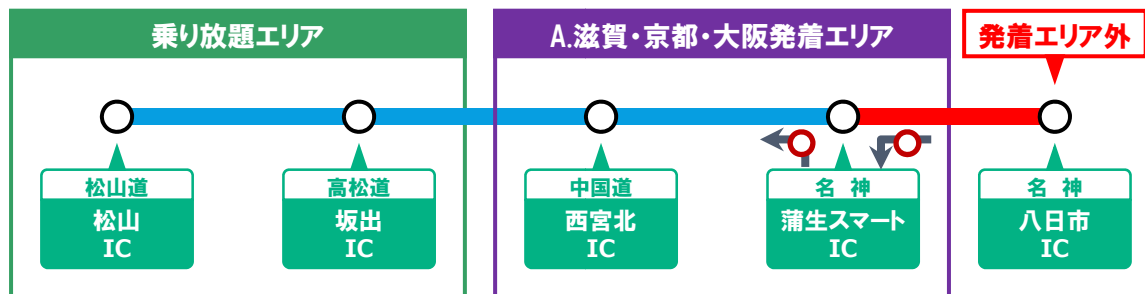 乗り放題エリア
A.滋賀・京都・大阪発着エリア
発着エリア外
松山道
松山
IC
高松道
坂出
IC
中国道
西宮北
IC
名 神
蒲生スマート
IC
名 神
八日市
IC